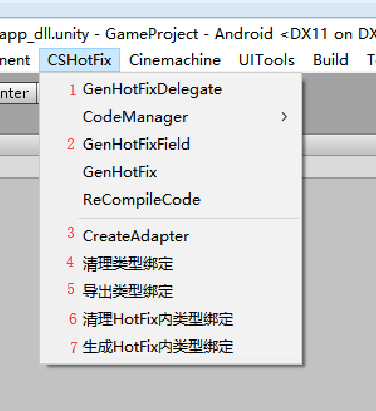 app_dll.unity - GameProject - Android <DX11 on DX
nent CSHotFix Cinemachine UITools Build T
nter
1 GenHotFixDelegate
CodeManager >
2 GenHotFixField
GenHotFix
ReCompileCode
3 CreateAdapter
4 清理类型绑定
5 导出类型绑定
6 清理HotFix内类型绑定
7 生成HotFix内类型绑定